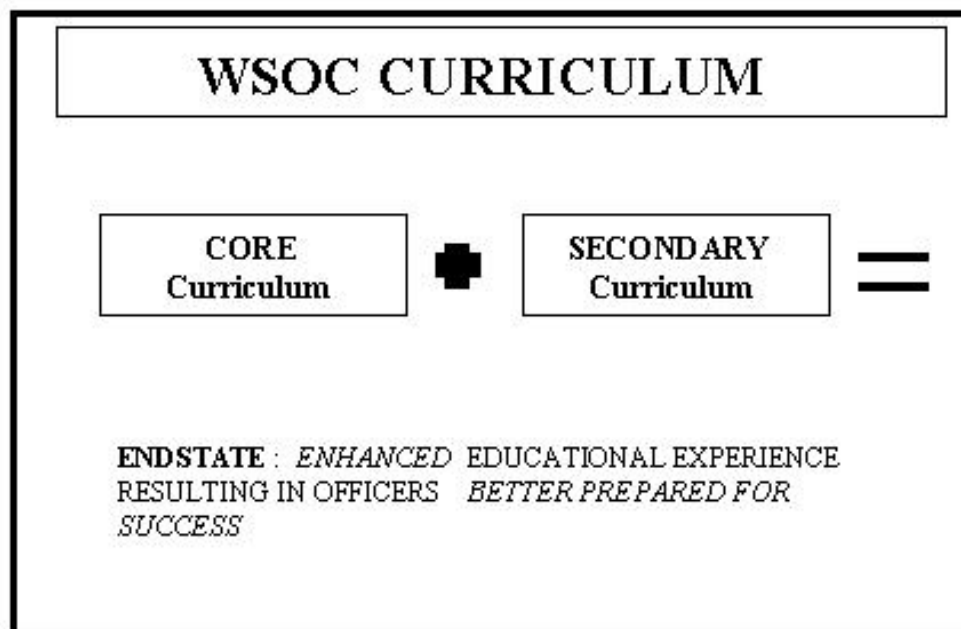 WSOC CURRICULUM
CORE
Curriculum
SECONDARY
Curriculum
ENDSTATE : ENHANCED EDUCATIONAL EXPERIENCE
RESULTING IN OFFICERS BETTER PREPARED FOR
SUCCESS